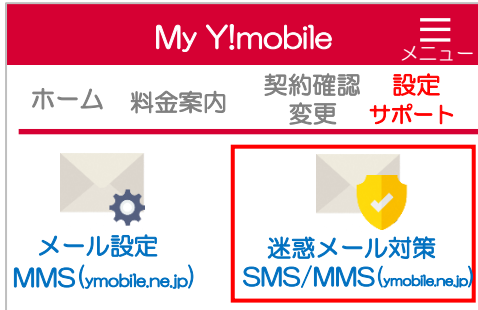 My Y!mobile
メニュー
ホーム
料金案内
契約確認
変更
設定
サポート
メール設定
MMS(ymobile.ne.jp)
迷惑メール対策
SMS/MMS(ymobile.ne.jp)